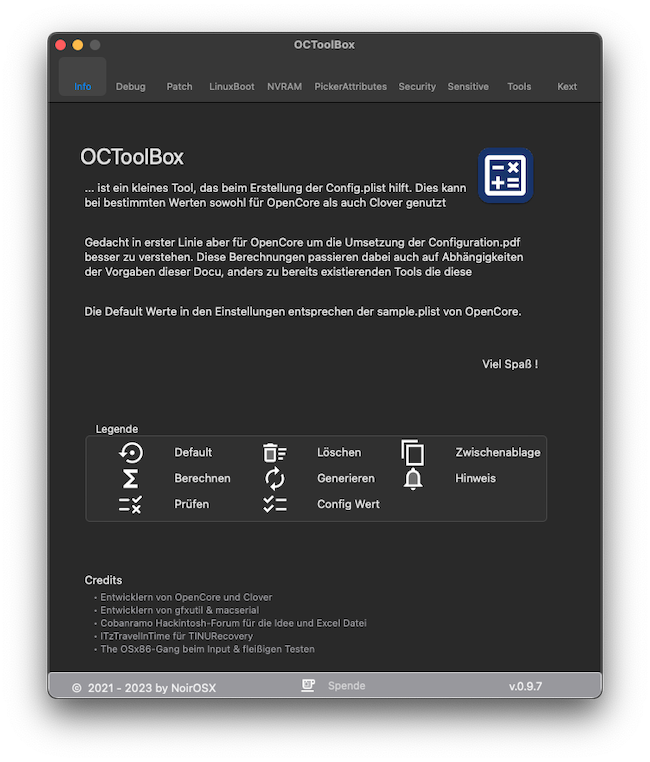 OCToolBox
Info Debug Patch LinuxBoot NVRAM PickerAttributes Security Sensitive Tools Kext
OCToolBox
... ist ein kleines Tool, das beim Erstellung der Config.plist hilft. Dies kann
bei bestimmten Werten sowohl für OpenCore als auch Clover genutzt
Gedacht in erster Linie aber für OpenCore um die Umsetzung der Configuration.pdf
besser zu verstehen. Diese Berechnungen passieren dabei auch auf Abhängigkeiten
der Vorgaben dieser Docu, anders zu bereits existierenden Tools die diese
Die Default Werte in den Einstellungen entsprechen der sample.plist von OpenCore.
Viel Spaß !
Legende
Default Löschen Zwischenablage
Berechnen Generieren Hinweis
Prüfen Config Wert
Credits
- Entwicklern von OpenCore und Clover
- Entwicklern von gfxutil & macserial
- Cobanramo Hackintosh-Forum für die Idee und Excel Datei
- ITzTravelInTime für TINURecovery
- The OSx86-Gang beim Input & fleißigen Testen
© 2021 - 2023 by NoirOSX Spende v.0.9.7